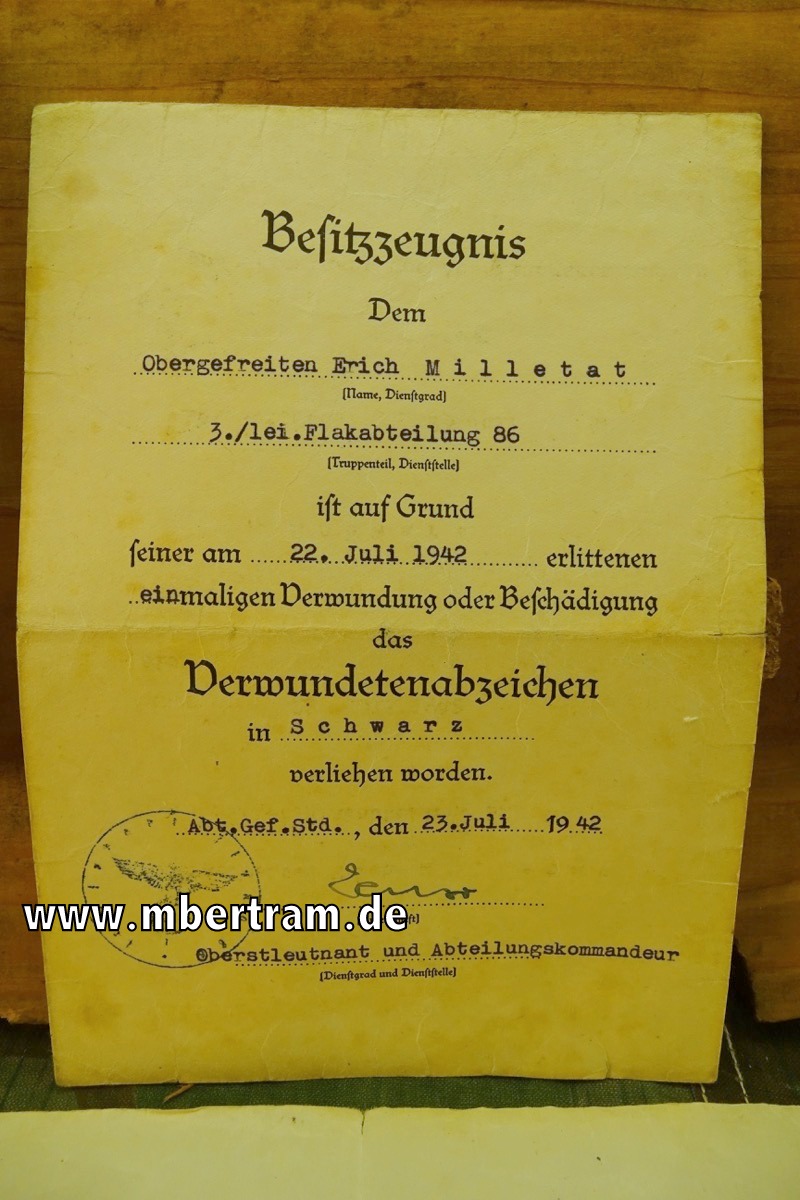 Besitzzeugnis
Dem
Obergefreiten Erich Milletat
(Name, Dienstgrad)
3./lei.Flakabteilung 86
(Truppenteil, Dienststelle)
ist auf Grund
seiner am 22. Juli 1942 erlittenen
einmaligen Verwundung oder Beschädigung
das
Verwundetenabzeichen
in Schwarz
verliehen worden.
Abt.Gef.Std., den 23.Juli 1942
www.mbertram.de
Oberstleutnant und Abteilungskommandeur
(Dienstgrad und Dienststelle)